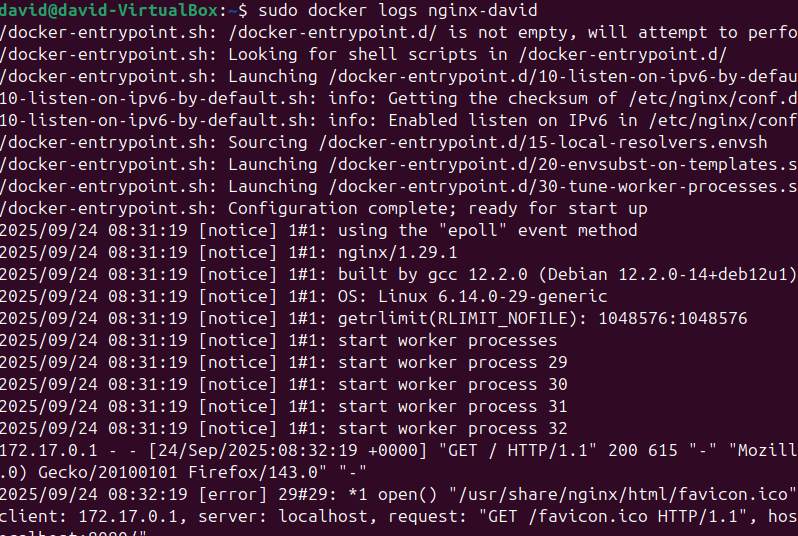 david@david-VirtualBox:~$ sudo docker logs nginx-david
/docker-entrypoint.sh: /docker-entrypoint.d/ is not empty, will attempt to perfo
/docker-entrypoint.sh: Looking for shell scripts in /docker-entrypoint.d/
/docker-entrypoint.sh: Launching /docker-entrypoint.d/10-listen-on-ipv6-by-defau
10-listen-on-ipv6-by-default.sh: info: Getting the checksum of /etc/nginx/conf.d
10-listen-on-ipv6-by-default.sh: info: Enabled listen on IPv6 in /etc/nginx/conf
/docker-entrypoint.sh: Sourcing /docker-entrypoint.d/15-local-resolvers.envsh
/docker-entrypoint.sh: Launching /docker-entrypoint.d/20-envsubst-on-templates.s
/docker-entrypoint.sh: Launching /docker-entrypoint.d/30-tune-worker-processes.s
/docker-entrypoint.sh: Configuration complete; ready for start up
2025/09/24 08:31:19 [notice] 1#1: using the "epoll" event method
2025/09/24 08:31:19 [notice] 1#1: nginx/1.29.1
2025/09/24 08:31:19 [notice] 1#1: built by gcc 12.2.0 (Debian 12.2.0-14+deb12u1)
2025/09/24 08:31:19 [notice] 1#1: OS: Linux 6.14.0-29-generic
2025/09/24 08:31:19 [notice] 1#1: getrlimit(RLIMIT_NOFILE): 1048576:1048576
2025/09/24 08:31:19 [notice] 1#1: start worker processes
2025/09/24 08:31:19 [notice] 1#1: start worker process 29
2025/09/24 08:31:19 [notice] 1#1: start worker process 30
2025/09/24 08:31:19 [notice] 1#1: start worker process 31
2025/09/24 08:31:19 [notice] 1#1: start worker process 32
172.17.0.1 - - [24/Sep/2025:08:32:19 +0000] "GET / HTTP/1.1" 200 615 "-" "Mozill
.0) Gecko/20100101 Firefox/143.0" "-"
2025/09/24 08:32:19 [error] 29#29: *1 open() "/usr/share/nginx/html/favicon.ico"
client: 172.17.0.1, server: localhost, request: "GET /favicon.ico HTTP/1.1", hos
ocalhost:8080/"